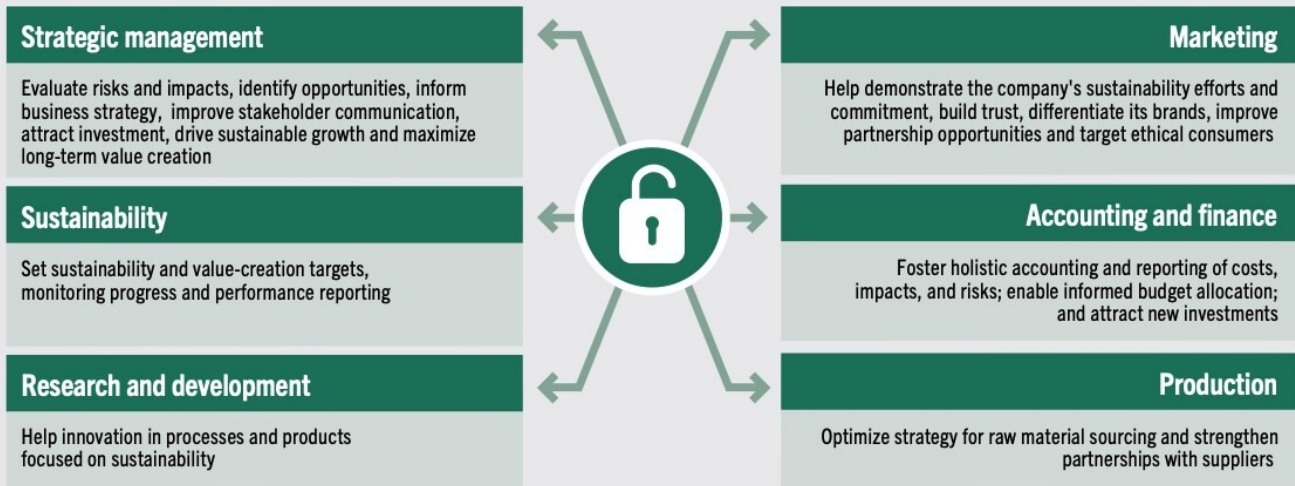 Strategic management
Evaluate risks and impacts, identify opportunities, inform
business strategy, improve stakeholder communication,
attract investment, drive sustainable growth and maximize
long-term value creation
Sustainability
Set sustainability and value-creation targets,
monitoring progress and performance reporting
Research and development
Help innovation in processes and products
focused on sustainability
Marketing
Help demonstrate the company's sustainability efforts and
commitment, build trust, differentiate its brands, improve
partnership opportunities and target ethical consumers
Accounting and finance
Foster holistic accounting and reporting of costs,
impacts, and risks; enable informed budget allocation;
and attract new investments
Production
Optimize strategy for raw material sourcing and strengthen
partnerships with suppliers